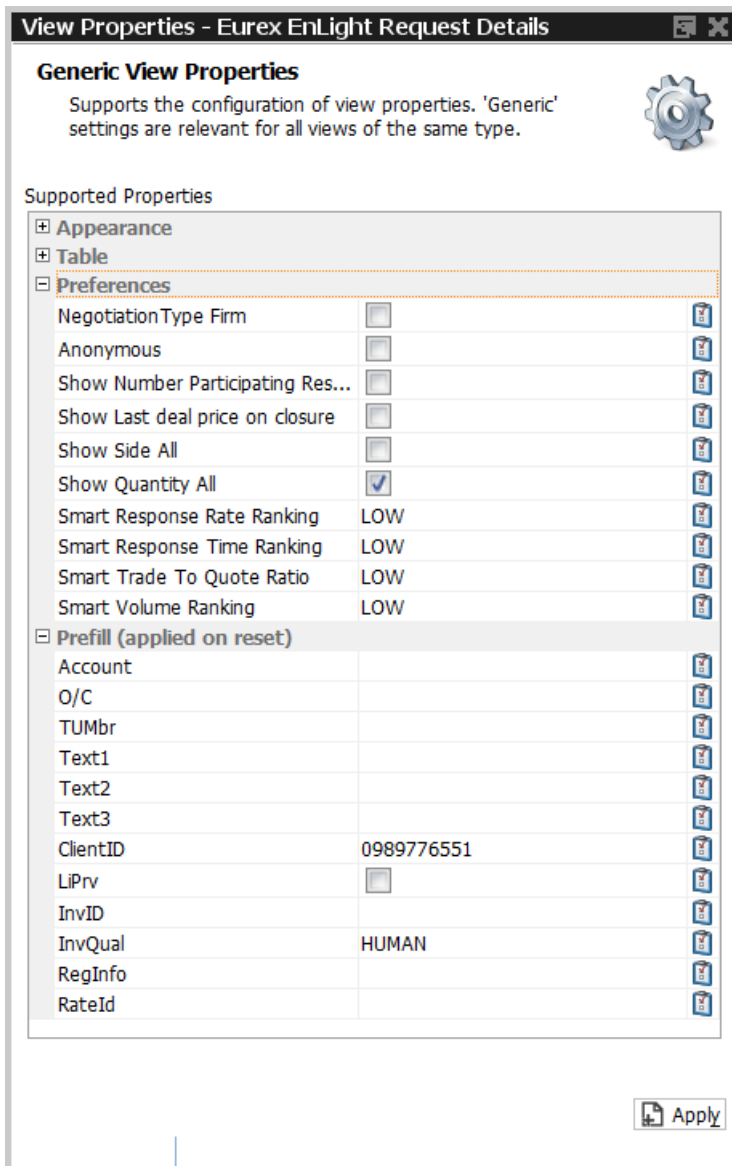 View Properties - Eurex EnLight Request Details
Generic View Properties
Supports the configuration of view properties. 'Generic'
settings are relevant for all views of the same type.
Supported Properties
Appearance
Table
Preferences
NegotiationType Firm
Anonymous
Show Number Participating Res...
Show Last deal price on closure
Show Side All
Show Quantity All
Smart Response Rate Ranking LOW
Smart Response Time Ranking LOW
Smart Trade To Quote Ratio LOW
Smart Volume Ranking LOW
Prefill (applied on reset)
Account
O/C
TUMbr
Text1
Text2
Text3
ClientID 0989776551
LiPrv
InvID
InvQual HUMAN
RegInfo
RateId
Apply